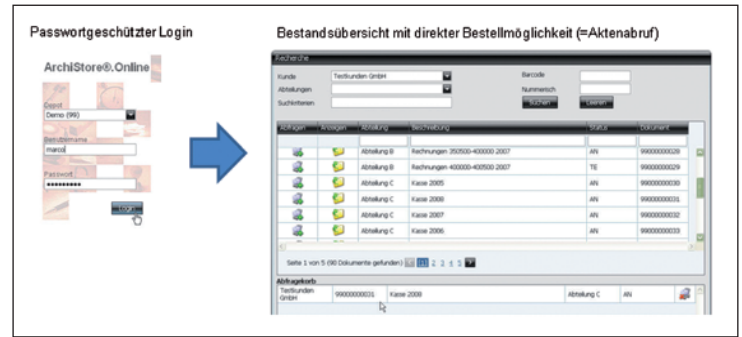 Passwortgeschützter Login
Bestandsübersicht mit direkter Bestellmöglichkeit (=Aktenabruf)
ArchiStore®.Online
Depot
Demo (99)
Benutzername
marco
Passwort
Login
Recherche
Kunde Testkunden GmbH Barcode
Abteilungen Nummerisch
Suchkriterien Suchen Leeren
Abfragen Anzeigen Abteilung Beschreibung Status Dokument
Abteilung B Rechnungen 350500-400000 2007 AN 99000000028
Abteilung B Rechnungen 400000-400500 2007 TE 99000000029
Abteilung C Kasse 2005 AN 99000000030
Abteilung C Kasse 2008 AN 99000000031
Abteilung C Kasse 2007 AN 99000000032
Abteilung C Kasse 2006 AN 99000000033
Seite 1 von 5 (90 Dokumente gefunden) [1] 2 3 4 5
Abfragekorb
Testkunden GmbH 99000000031 Kasse 2008 Abteilung C AN